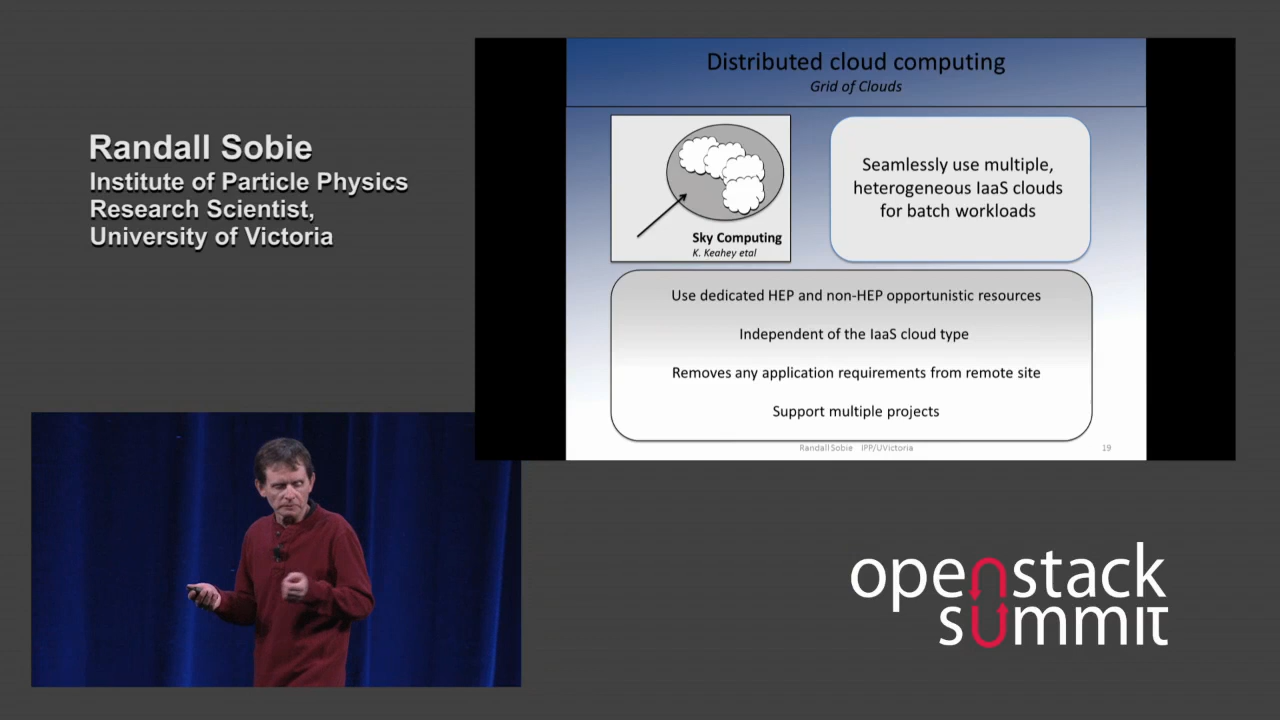 Randall Sobie
Institute of Particle Physics
Research Scientist,
University of Victoria
Distributed cloud computing
Grid of Clouds
Sky Computing
K. Keahey etal
Seamlessly use multiple,
heterogeneous IaaS clouds
for batch workloads
Use dedicated HEP and non-HEP opportunistic resources
Independent of the IaaS cloud type
Removes any application requirements from remote site
Support multiple projects
Randall Sobie IPP/UVictoria
19
openstack
summit